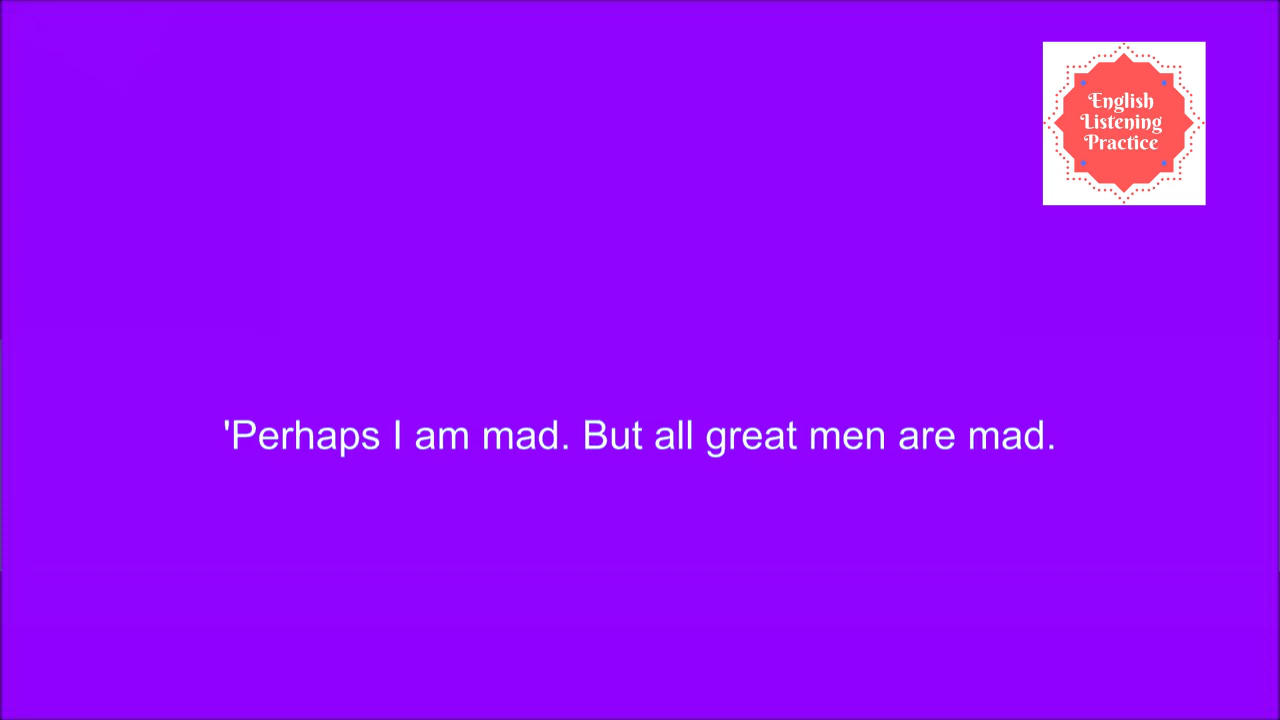 English
Listening
Practice
'Perhaps I am mad. But all great men are mad.